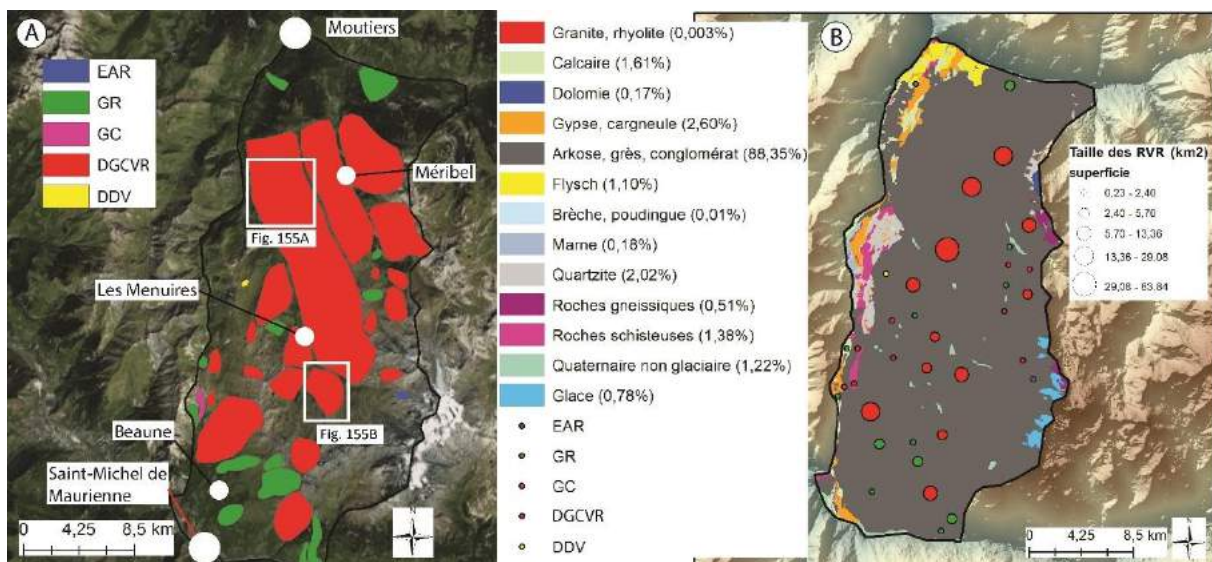 A
Moutiers
EAR
GR
GC
DGCVR
DDV
Méribel
Fig. 155A
Les Menuires
Fig. 155B
Beaune
Saint-Michel de
Maurienne
0 4,25 8,5 km
N
Granite, rhyolite (0,003%)
Calcaire (1,61%)
Dolomie (0,17%)
Gypse, cargneule (2,60%)
Arkose, grès, conglomérat (88,35%)
Flysch (1,10%)
Brèche, poudingue (0,01%)
Marne (0,18%)
Quartzite (2,02%)
Roches gneissiques (0,51%)
Roches schisteuses (1,38%)
Quaternaire non glaciaire (1,22%)
Glace (0,78%)
EAR
GR
GC
DGCVR
DDV
B
Taille des RVR (km2)
superficie
0,23 - 2,40
2,40 - 5,70
5,70 - 13,36
13,36 - 29,08
29,08 - 63,84
N
0 4,25 8,5 km